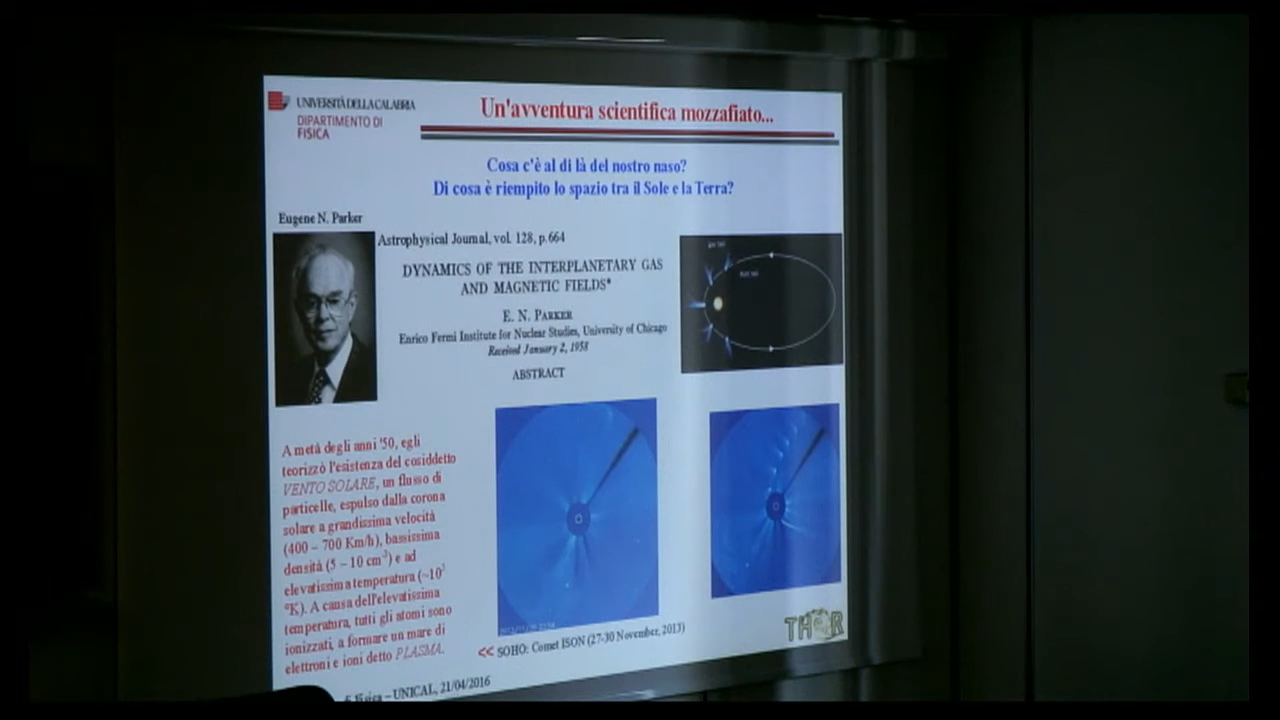 UNIVERSITÀ DELLA CALABRIA
DIPARTIMENTO DI
FISICA
Un'avventura scientifica mozzafiato...
Cosa c'è al di là del nostro naso?
Di cosa è riempito lo spazio tra il Sole e la Terra?
Eugene N. Parker
Astrophysical Journal, vol. 128, p.664
DYNAMICS OF THE INTERPLANETARY GAS
AND MAGNETIC FIELDS*
E. N. PARKER
Enrico Fermi Institute for Nuclear Studies, University of Chicago
Received January 2, 1958
ABSTRACT
A metà degli anni '50, egli
teorizzò l'esistenza del cosiddetto
VENTO SOLARE, un flusso di
particelle, espulso dalla corona
solare a grandissima velocità
(400 – 700 Km/h), bassissima
densità (5 – 10 cm⁻³) e ad
elevatissima temperatura
°K). A causa dell'elevatissima
temperatura, tutti gli atomi sono
ionizzati, a formare un mare di
elettroni e ioni detto PLASMA.
<< SOHO: Comet ISON (27-30 November, 2013)
THOR
Fisica – UNICAL, 21/04/2016